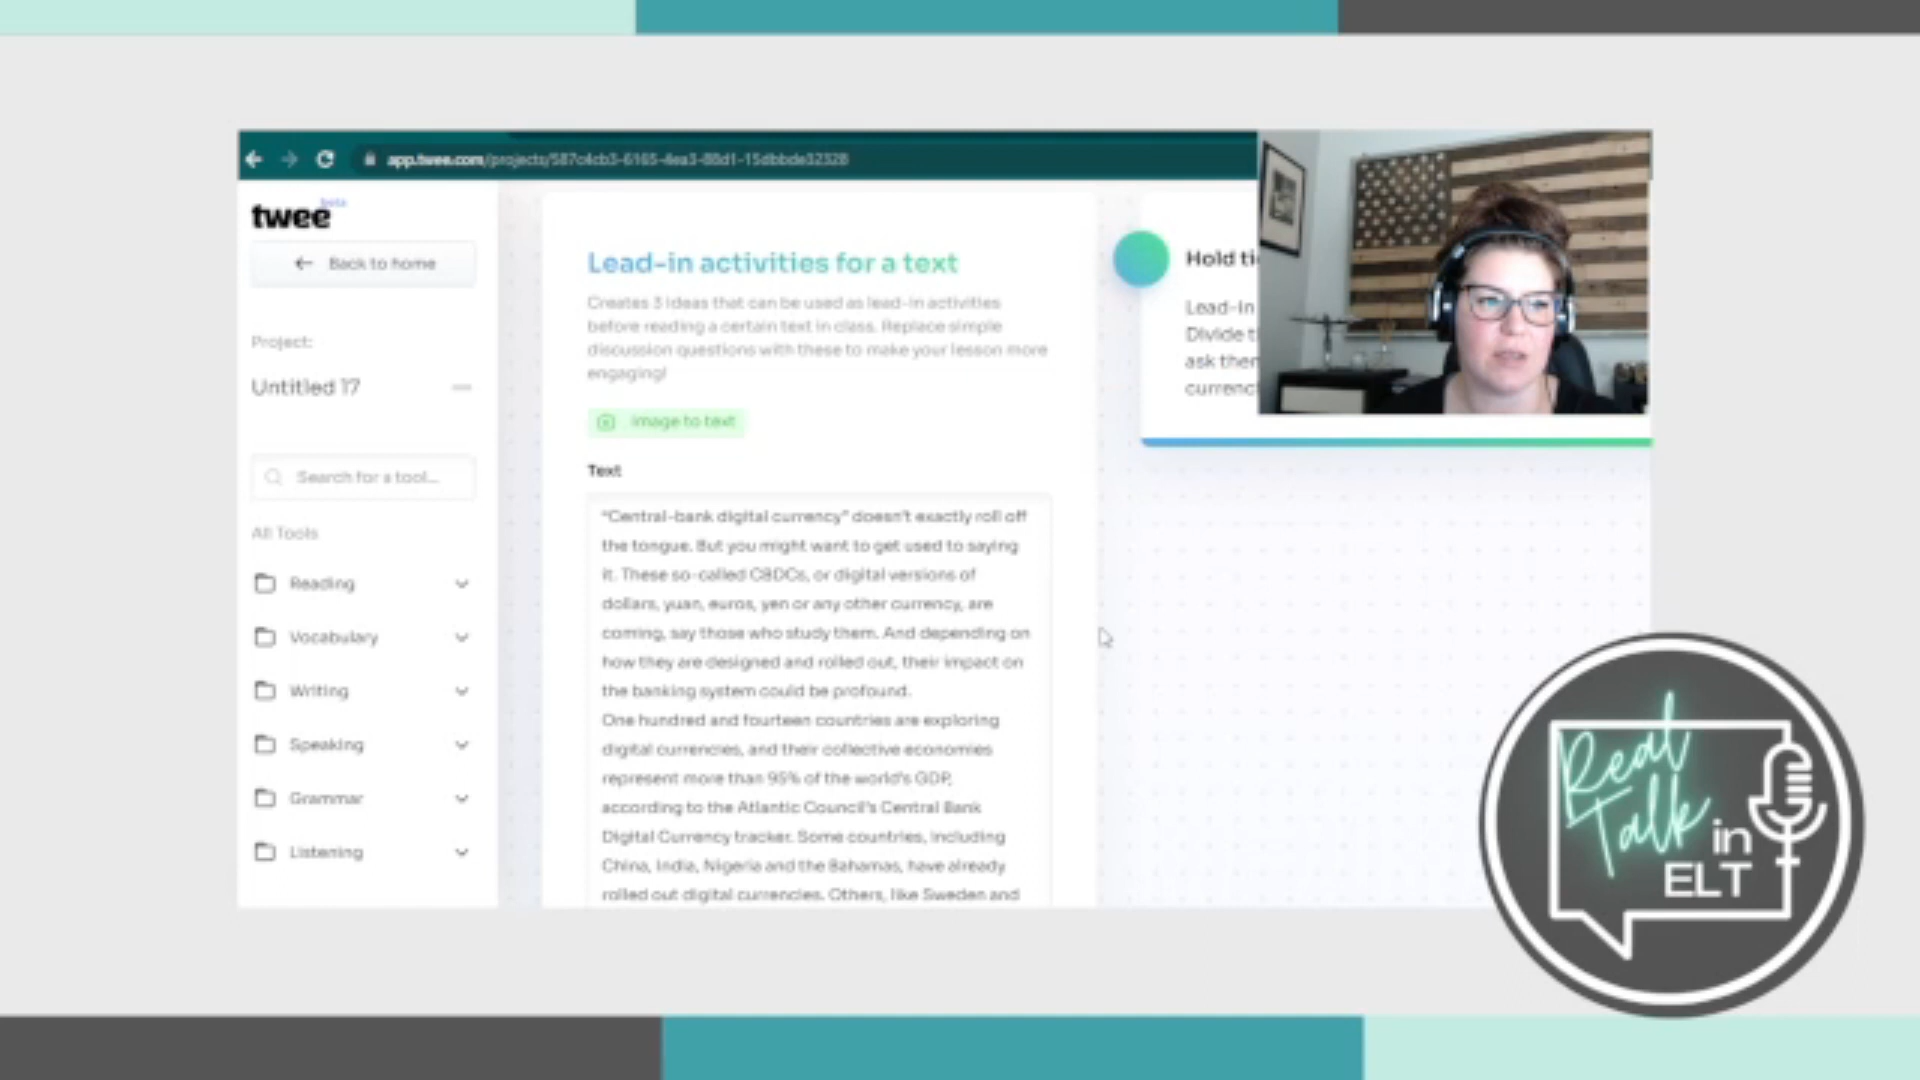 app.twee.com/projects/587c4cb3-6165-4ea3-88d1-15dbbde32328
twee
beta
← Back to home
Project:
Untitled 17
Search for a tool...
All Tools
Reading
Vocabulary
Writing
Speaking
Grammar
Listening
Lead-in activities for a text
Creates 3 ideas that can be used as lead-in activities
before reading a certain text in class. Replace simple
discussion questions with these to make your lesson more
engaging!
Image to text
Text
"Central-bank digital currency" doesn't exactly roll off
the tongue. But you might want to get used to saying
it. These so-called CBDCs, or digital versions of
dollars, yuan, euros, yen or any other currency, are
coming, say those who study them. And depending on
how they are designed and rolled out, their impact on
the banking system could be profound.
One hundred and fourteen countries are exploring
digital currencies, and their collective economies
represent more than 95% of the world's GDP,
according to the Atlantic Council's Central Bank
Digital Currency tracker. Some countries, including
China, India, Nigeria and the Bahamas, have already
rolled out digital currencies. Others, like Sweden and
Hold ti
Lead-in
Divide t
ask ther
currenc
Real
Talk
in
ELT